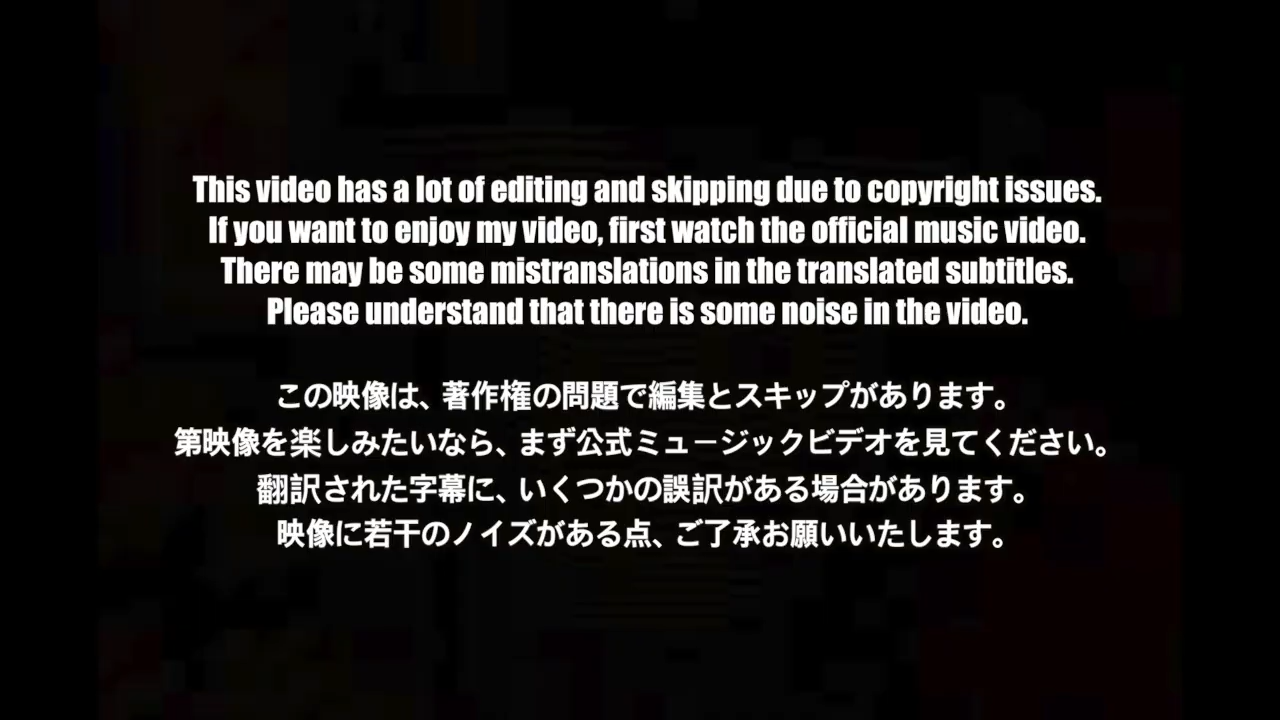 This video has a lot of editing and skipping due to copyright issues.
If you want to enjoy my video, first watch the official music video.
There may be some mistranslations in the translated subtitles.
Please understand that there is some noise in the video.
この映像は、著作権の問題で編集とスキップがあります。
第映像を楽しみたいなら、まず公式ミュージックビデオを見てください。
翻訳された字幕に、いくつかの誤訳がある場合があります。
映像に若干のノイズがある点、ご了承お願いいたします。